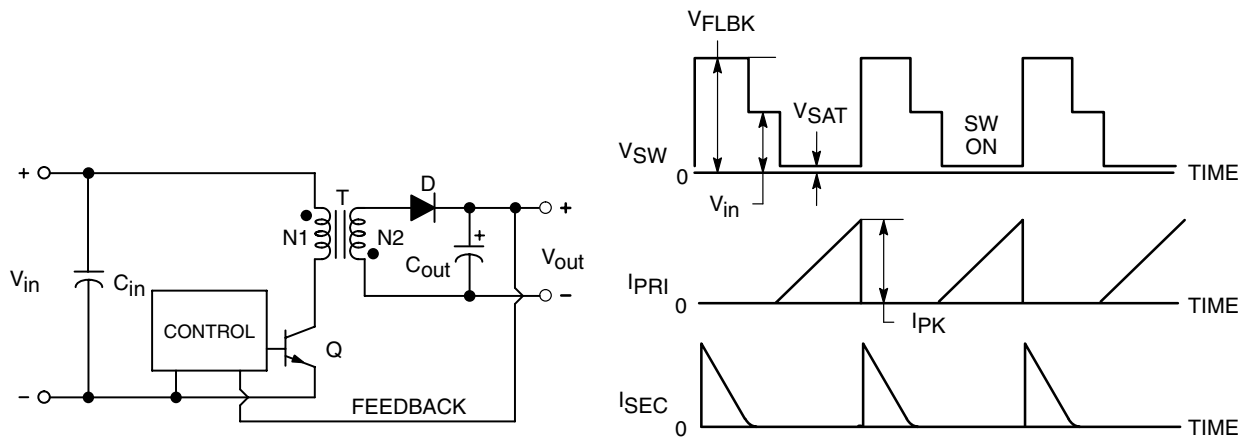 +
T
D
+
N1
N2
+
Vin
Cin
Cout
Vout
CONTROL
Q
−
−
FEEDBACK
VFLBK
VSAT
SW
ON
VSW
0
TIME
Vin
IPRI
0
TIME
IPK
ISEC
0
TIME